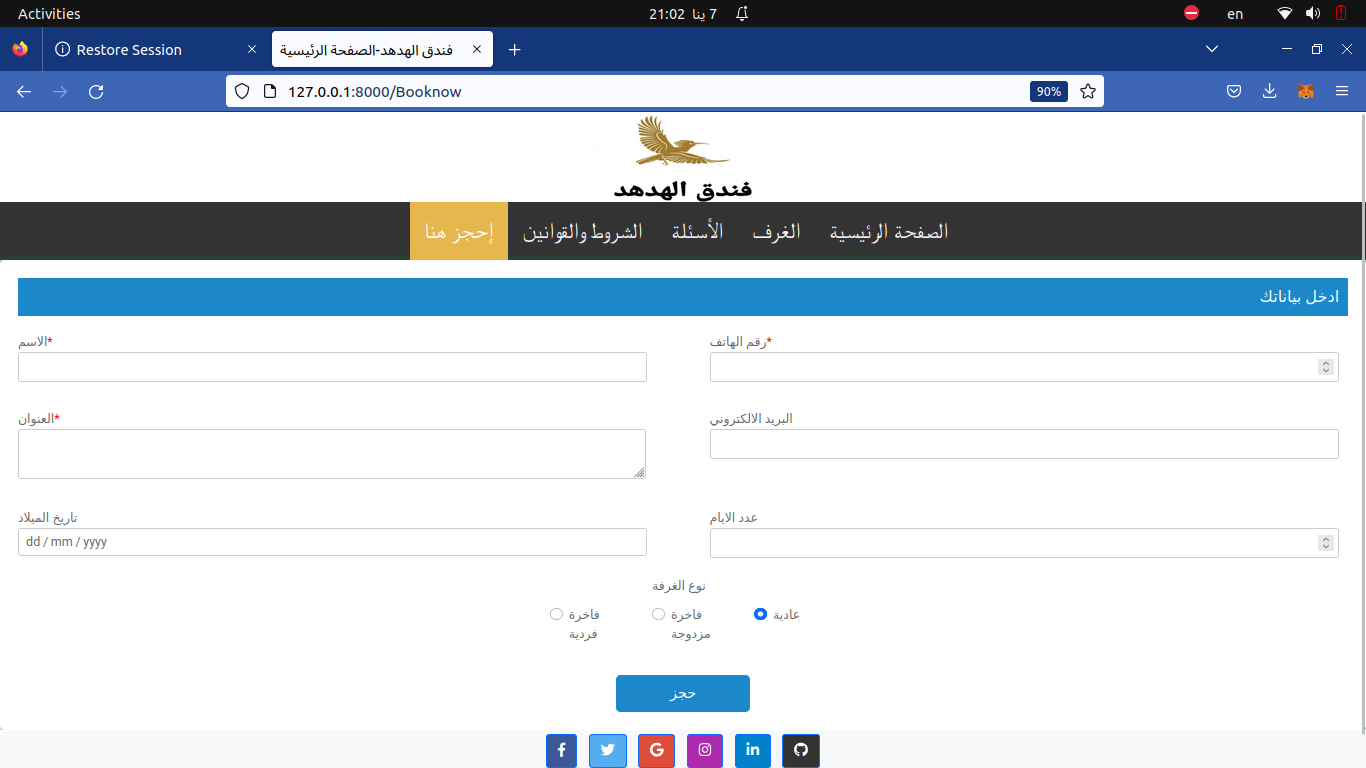 Activities
7 ينا 21:02
en
Restore Session
فندق الهدهد-الصفحة الرئيسية
127.0.0.1:8000/Booknow
90%
فندق الهدهد
الصفحة الرئيسية
الغرف
الأسئلة
الشروط والقوانين
إحجز هنا
ادخل بياناتك
الاسم*
رقم الهاتف*
العنوان*
البريد الالكتروني
تاريخ الميلاد
عدد الايام
dd / mm / yyyy
نوع الغرفة
عادية
فاخرة
مزدوجة
فاخرة
فردية
حجز